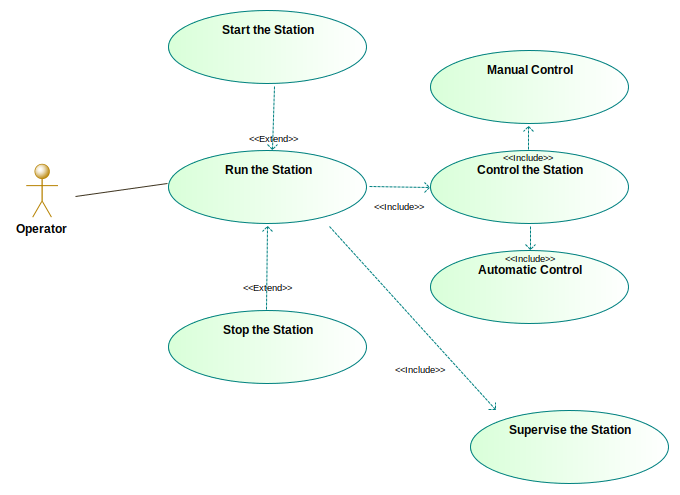 Start the Station
Manual Control
<<Extend>>
<<Include>>
Run the Station
Control the Station
<<Include>>
Operator
<<Include>>
Automatic Control
<<Extend>>
Stop the Station
<<Include>>
Supervise the Station